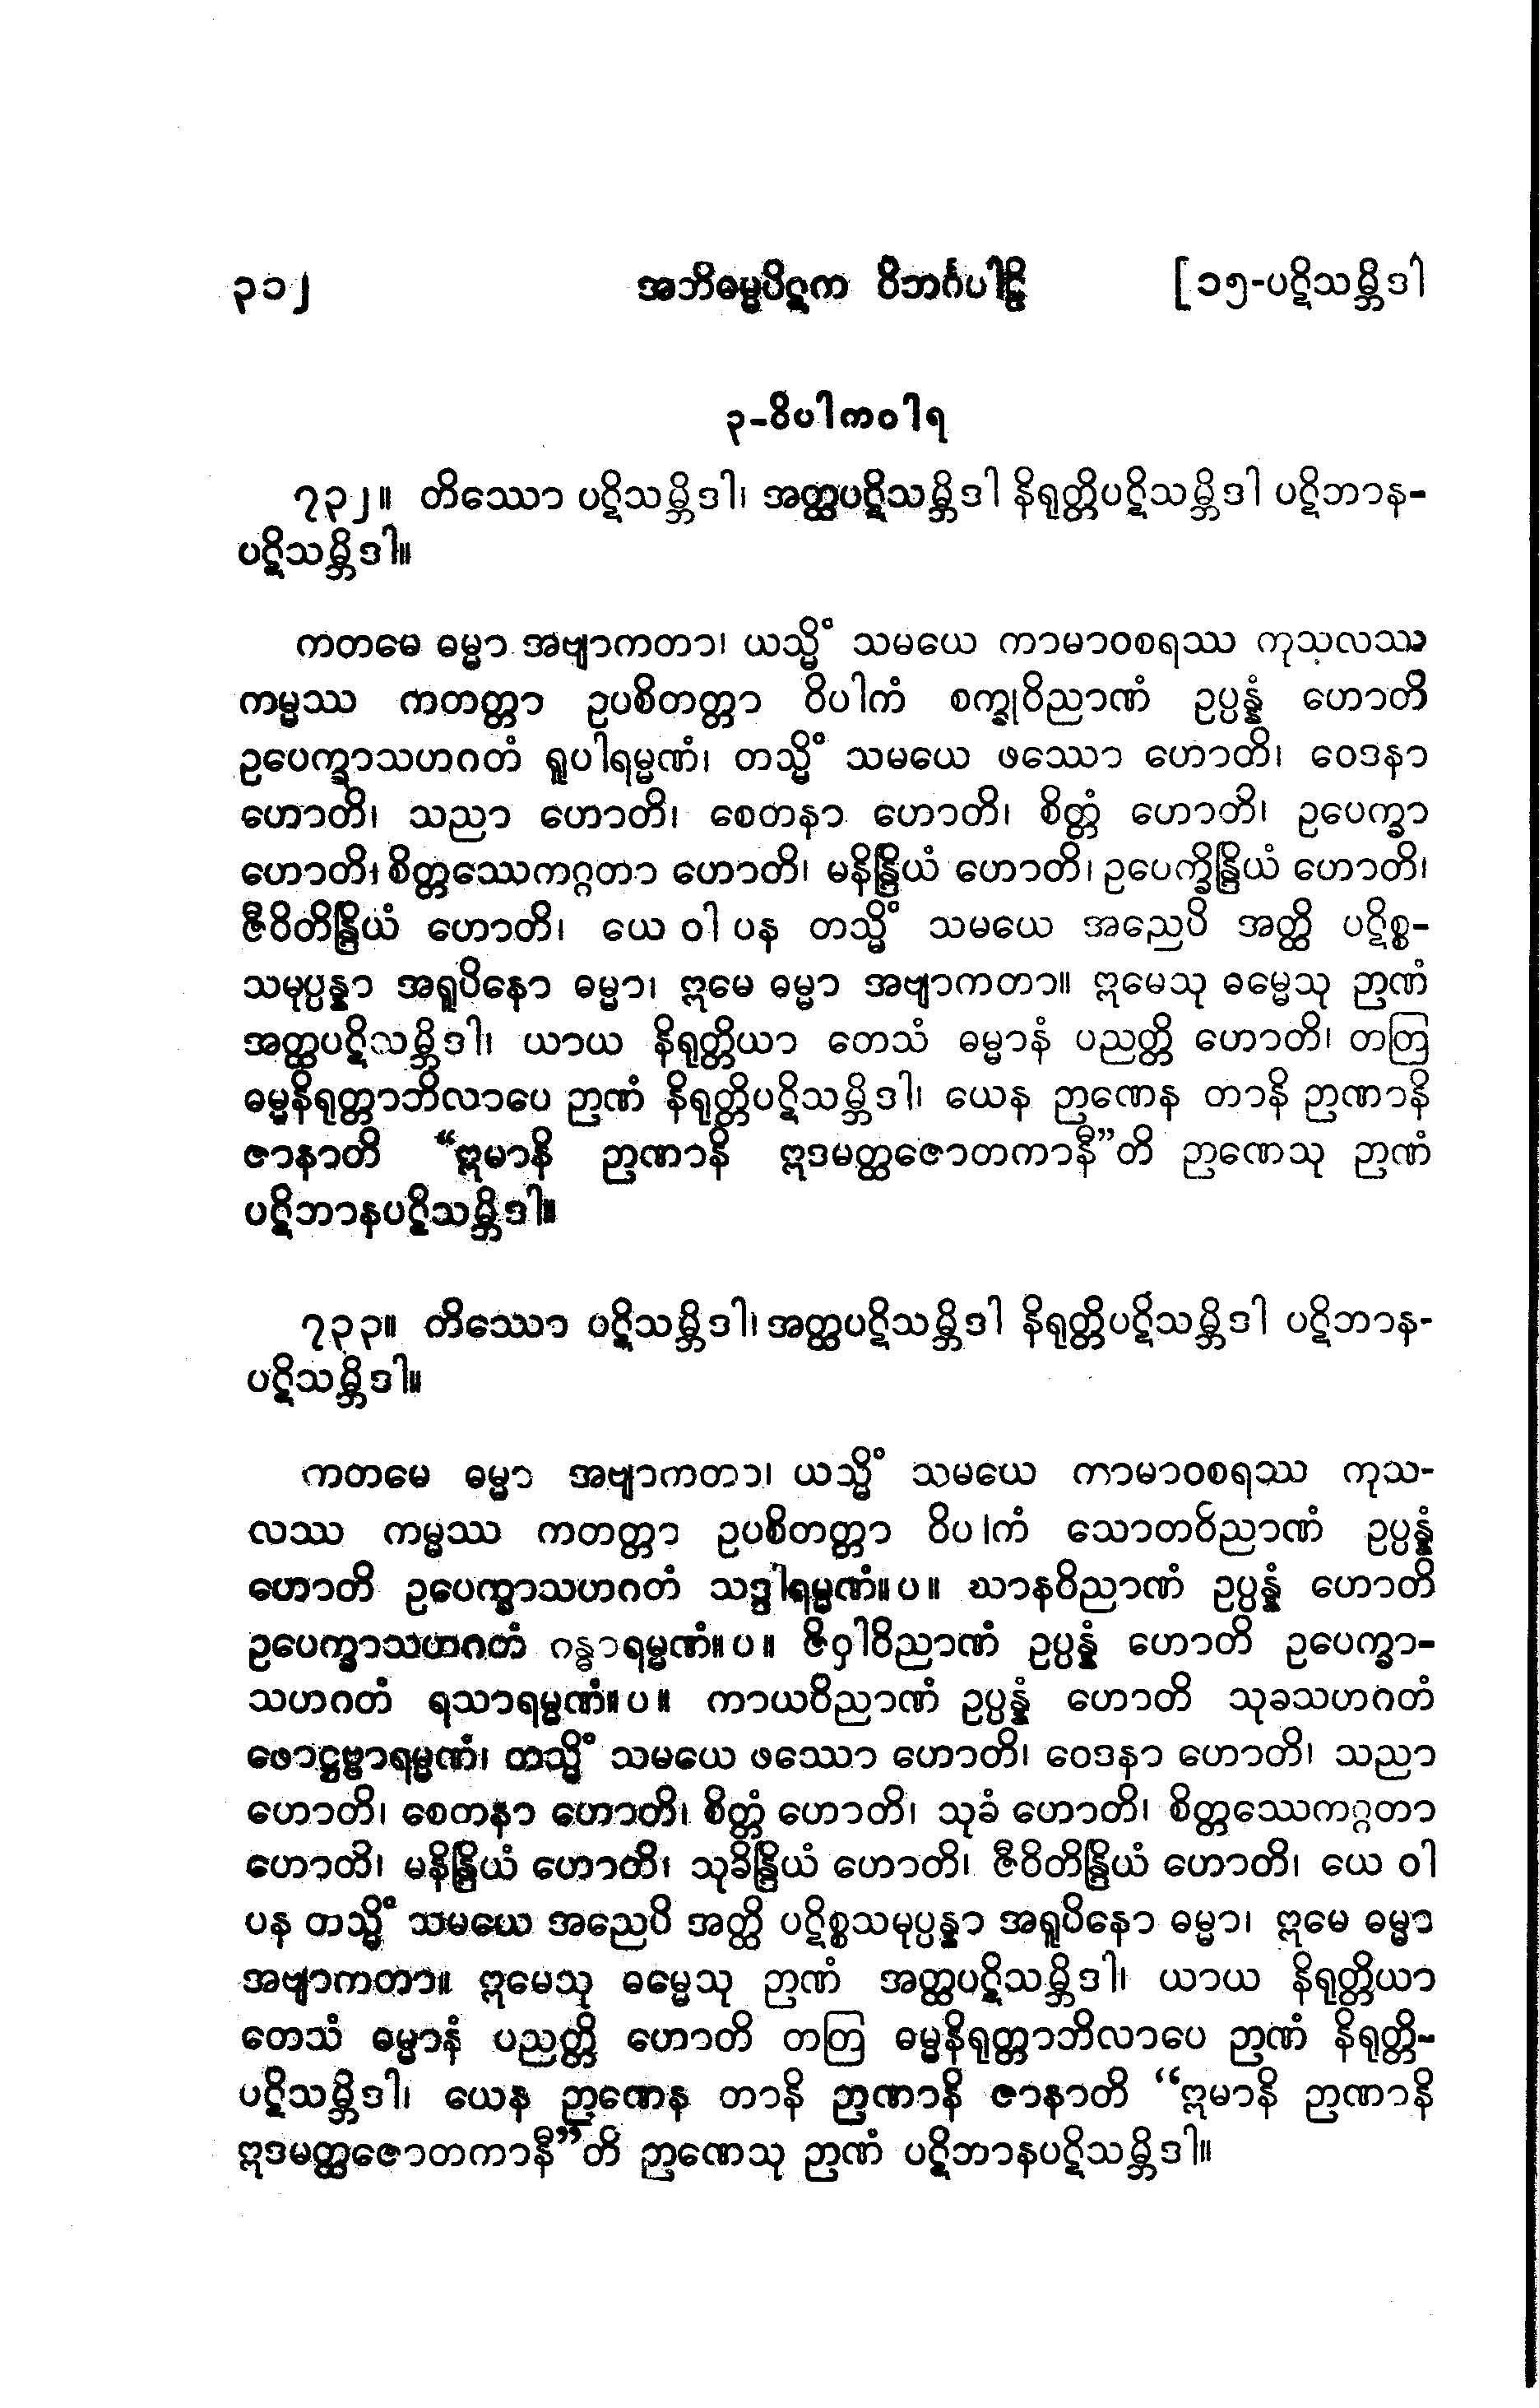 ၃၁၂ အဘိဓမ္မပိဋက ဝိဘင်္ဂပါဠိ [၁၅-ပဋိသမ္ဘိဒါ
၃-ဝိပါကဝါရ
၇၃၂။ တိဿော ပဋိသမ္ဘိဒါ၊ အတ္ထပဋိသမ္ဘိဒါ နိရုတ္တိပဋိသမ္ဘိဒါ ပဋိဘာန-
ပဋိသမ္ဘိဒါ။
ကတမေ ဓမ္မာ အဗျာကတာ၊ ယသ္မိံ သမယေ ကာမာဝစရဿ ကုသလဿ
ကမ္မဿ ကတတ္တာ ဥပစိတတ္တာ ဝိပါကံ စက္ခုဝိညာဏံ ဥပ္ပန္နံ ဟောတိ
ဥပေက္ခာသဟဂတံ ရူပါရမ္မဏံ၊ တသ္မိံ သမယေ ဖဿော ဟောတိ၊ ဝေဒနာ
ဟောတိ၊ သညာ ဟောတိ၊ စေတနာ ဟောတိ၊ စိတ္တံ ဟောတိ၊ ဥပေက္ခာ
ဟောတိ၊ စိတ္တဿေကဂ္ဂတာ ဟောတိ၊ မနိန္ဒြိယံ ဟောတိ၊ ဥပေက္ခိန္ဒြိယံ ဟောတိ၊
ဇီဝိတိန္ဒြိယံ ဟောတိ၊ ယေ ဝါ ပန တသ္မိံ သမယေ အညေပိ အတ္ထိ ပဋိစ္စ-
သမုပ္ပန္နာ အရူပိနော ဓမ္မာ၊ ဣမေ ဓမ္မာ အဗျာကတာ။ ဣမေသု ဓမ္မေသု ဉာဏံ
အတ္ထပဋိသမ္ဘိဒါ၊ ယာယ နိရုတ္တိယာ တေသံ ဓမ္မာနံ ပညတ္တိ ဟောတိ၊ တတြ
ဓမ္မနိရုတ္တာဘိလာပေ ဉာဏံ နိရုတ္တိပဋိသမ္ဘိဒါ၊ ယေန ဉာဏေန တာနိ ဉာဏာနိ
ဇာနာတိ “ဣမာနိ ဉာဏာနိ ဣဒမတ္ထဇောတကာနီ”တိ ဉာဏေသု ဉာဏံ
ပဋိဘာနပဋိသမ္ဘိဒါ။
၇၃၃။ တိဿော ပဋိသမ္ဘိဒါ၊ အတ္ထပဋိသမ္ဘိဒါ နိရုတ္တိပဋိသမ္ဘိဒါ ပဋိဘာန-
ပဋိသမ္ဘိဒါ။
ကတမေ ဓမ္မာ အဗျာကတာ၊ ယသ္မိံ သမယေ ကာမာဝစရဿ ကုသ-
လဿ ကမ္မဿ ကတတ္တာ ဥပစိတတ္တာ ဝိပါကံ သောတဝိညာဏံ ဥပ္ပန္နံ
ဟောတိ ဥပေက္ခာသဟဂတံ သဒ္ဒါရမ္မဏံ။ပ။ ဃာနဝိညာဏံ ဥပ္ပန္နံ ဟောတိ
ဥပေက္ခာသဟဂတံ ဂန္ဓာရမ္မဏံ။ပ။ ဇိဝှါဝိညာဏံ ဥပ္ပန္နံ ဟောတိ ဥပေက္ခာ-
သဟဂတံ ရသာရမ္မဏံ။ပ။ ကာယဝိညာဏံ ဥပ္ပန္နံ ဟောတိ သုခသဟဂတံ
ဖောဋ္ဌဗ္ဗာရမ္မဏံ၊ တသ္မိံ သမယေ ဖဿော ဟောတိ၊ ဝေဒနာ ဟောတိ၊ သညာ
ဟောတိ၊ စေတနာ ဟောတိ၊ စိတ္တံ ဟောတိ၊ သုခံ ဟောတိ၊ စိတ္တဿေကဂ္ဂတာ
ဟောတိ၊ မနိန္ဒြိယံ ဟောတိ၊ သုခိန္ဒြိယံ ဟောတိ၊ ဇီဝိတိန္ဒြိယံ ဟောတိ၊ ယေ ဝါ
ပန တသ္မိံ သမယေ အညေပိ အတ္ထိ ပဋိစ္စသမုပ္ပန္နာ အရူပိနော ဓမ္မာ၊ ဣမေ ဓမ္မာ
အဗျာကတာ။ ဣမေသု ဓမ္မေသု ဉာဏံ အတ္ထပဋိသမ္ဘိဒါ၊ ယာယ နိရုတ္တိယာ
တေသံ ဓမ္မာနံ ပညတ္တိ ဟောတိ တတြ ဓမ္မနိရုတ္တာဘိလာပေ ဉာဏံ နိရုတ္တိ-
ပဋိသမ္ဘိဒါ၊ ယေန ဉာဏေန တာနိ ဉာဏာနိ ဇာနာတိ “ဣမာနိ ဉာဏာနိ
ဣဒမတ္ထဇောတကာနီ”တိ ဉာဏေသု ဉာဏံ ပဋိဘာနပဋိသမ္ဘိဒါ။